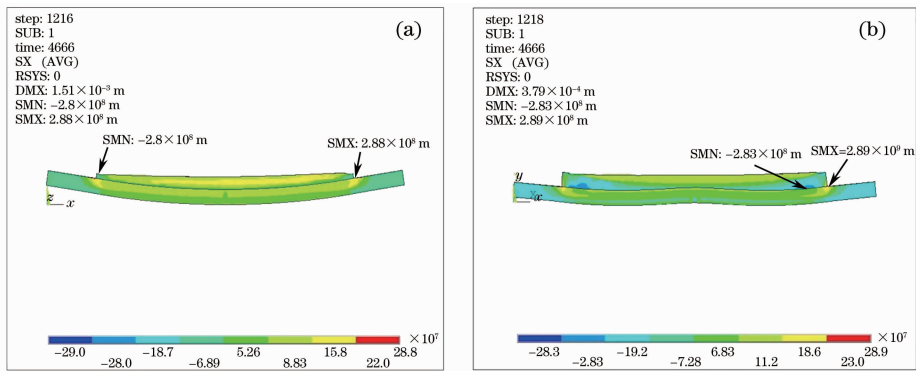 (a)
step: 1216
SUB: 1
time: 4666
SX (AVG)
RSYS: 0
DMX: 1.51×10⁻³ m
SMN: −2.8×10⁸ m
SMX: 2.88×10⁸ m
SMN: −2.8×10⁸ m
SMX: 2.88×10⁸ m
z
x
×10⁷
−29.0 −18.7 5.26 15.8 28.8
−28.0 −6.69 8.83 22.0
(b)
step: 1218
SUB: 1
time: 4666
SX (AVG)
RSYS: 0
DMX: 3.79×10⁻⁴ m
SMN: −2.83×10⁸ m
SMX: 2.89×10⁸ m
SMN: −2.83×10⁸ m
SMX=2.89×10⁹ m
y
x
×10⁷
−28.3 −19.2 6.83 18.6 28.9
−2.83 −7.28 11.2 23.0